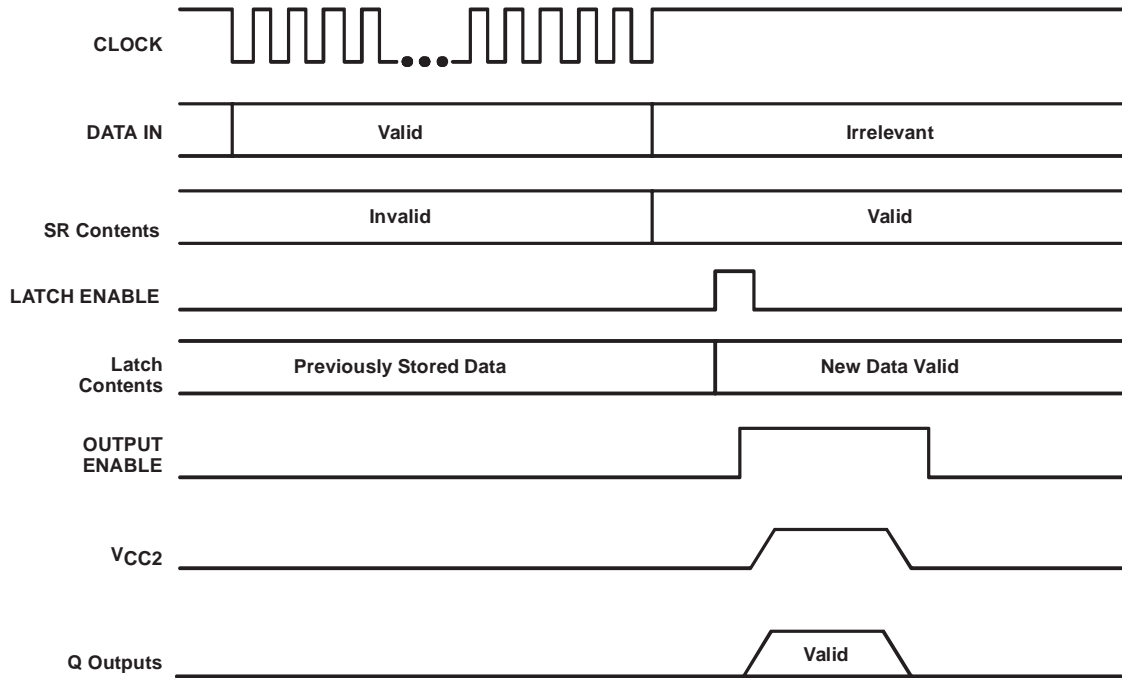 CLOCK
DATA IN
Valid
Irrelevant
SR Contents
Invalid
Valid
LATCH ENABLE
Latch
Contents
Previously Stored Data
New Data Valid
OUTPUT
ENABLE
VCC2
Q Outputs
Valid